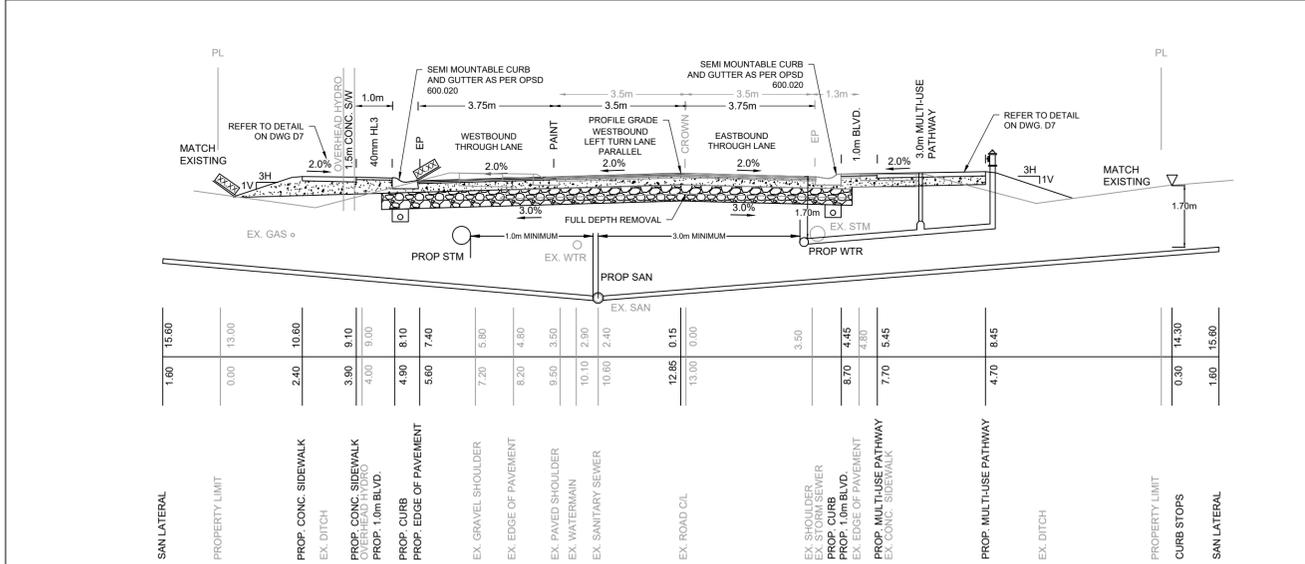 PL
PL
SEMI MOUNTABLE CURB
AND GUTTER AS PER OPSD
600.020
SEMI MOUNTABLE CURB
AND GUTTER AS PER OPSD
600.020
OVERHEAD HYDRO
1.5m CONC. S/W
1.0m
40mm HL3
EP
3.75m
3.5m
3.5m
3.5m
3.75m
1.3m
REFER TO DETAIL
ON DWG D7
WESTBOUND
THROUGH LANE
PAINT
PROFILE GRADE
WESTBOUND
LEFT TURN LANE
PARALLEL
CROWN
EASTBOUND
THROUGH LANE
EP
1.0m BLVD.
3.0m MULTI-USE
PATHWAY
REFER TO DETAIL
ON DWG. D7
MATCH
EXISTING
2.0%
2.0%
2.0%
2.0%
2.0%
MATCH
EXISTING
XX.XX
3H
1V
XX.XX
3H
1V
3.0%
FULL DEPTH REMOVAL
3.0%
1.70m
1.70m
EX. GAS
PROP STM
1.0m MINIMUM
EX. WTR
3.0m MINIMUM
EX. STM
PROP WTR
PROP SAN
EX. SAN
15.60
13.00
10.60
9.10
9.00
8.10
7.40
5.80
4.80
3.50
2.90
2.40
0.15
0.00
3.50
4.45
4.80
5.45
8.45
14.30
15.60
1.60
0.00
2.40
3.90
4.00
4.90
5.60
7.20
8.20
9.50
10.10
10.60
12.85
13.00
8.70
7.70
4.70
0.30
1.60
SAN LATERAL
PROPERTY LIMIT
PROP. CONC. SIDEWALK
EX. DITCH
PROP. CONC. SIDEWALK
OVERHEAD HYDRO
PROP. 1.0m BLVD.
PROP. CURB
PROP. EDGE OF PAVEMENT
EX. GRAVEL SHOULDER
EX. EDGE OF PAVEMENT
EX. PAVED SHOULDER
EX. WATERMAIN
EX. SANITARY SEWER
EX. ROAD C/L
EX. SHOULDER
EX. STORM SEWER
PROP. CURB
PROP. 1.0m BLVD.
EX. EDGE OF PAVEMENT
PROP. MULTI-USE PATHWAY
EX. CONC. SIDEWALK
PROP. MULTI-USE PATHWAY
EX. DITCH
PROPERTY LIMIT
CURB STOPS
SAN LATERAL